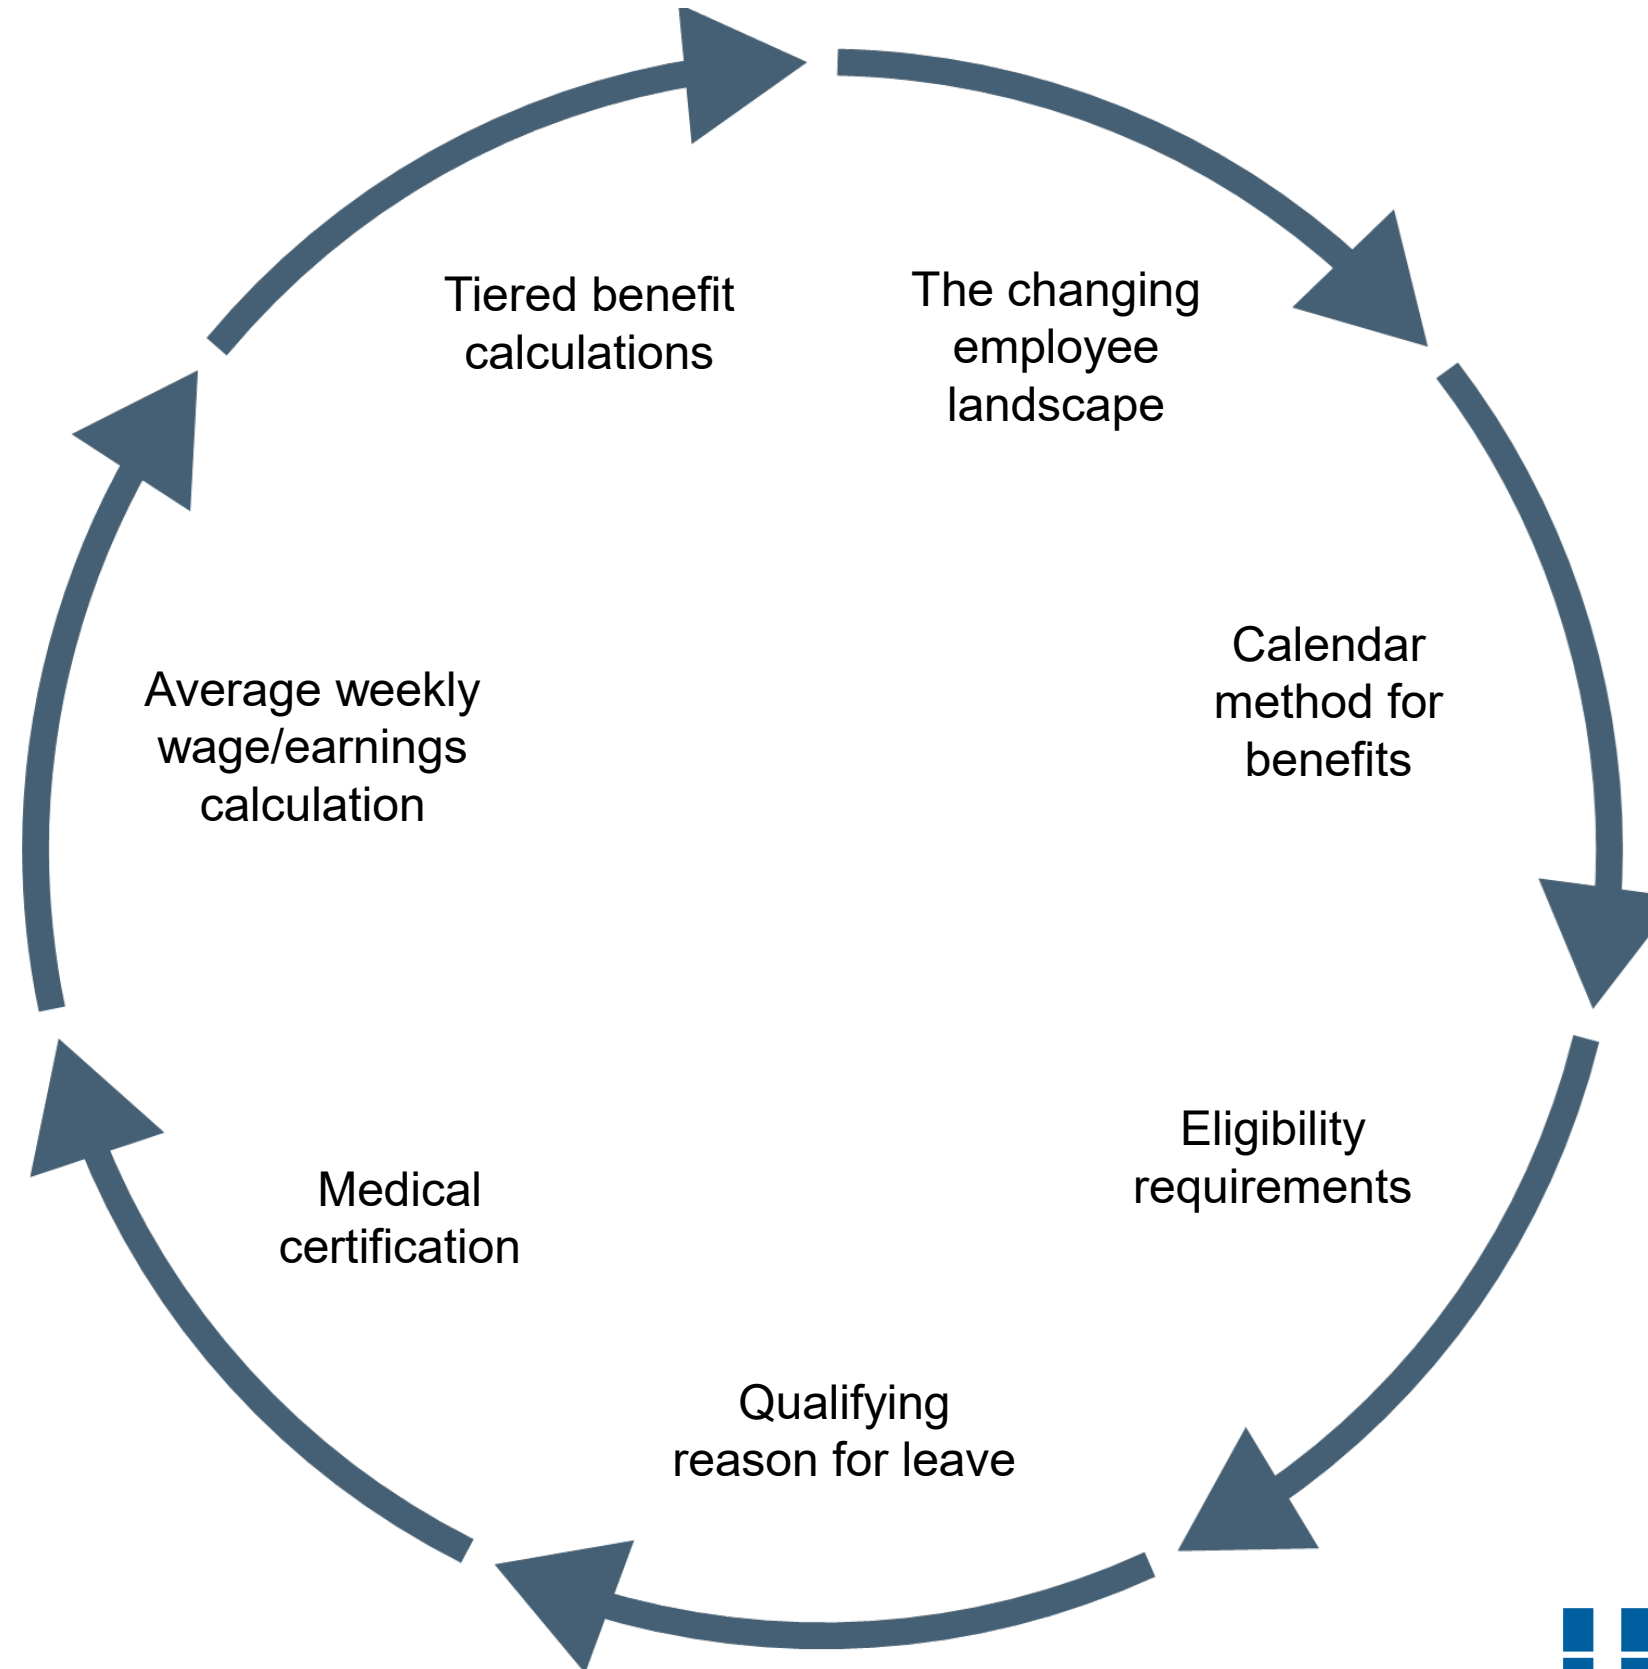 Tiered benefit
calculations
The changing
employee
landscape
Calendar
method for
benefits
Eligibility
requirements
Qualifying
reason for leave
Medical
certification
Average weekly
wage/earnings
calculation